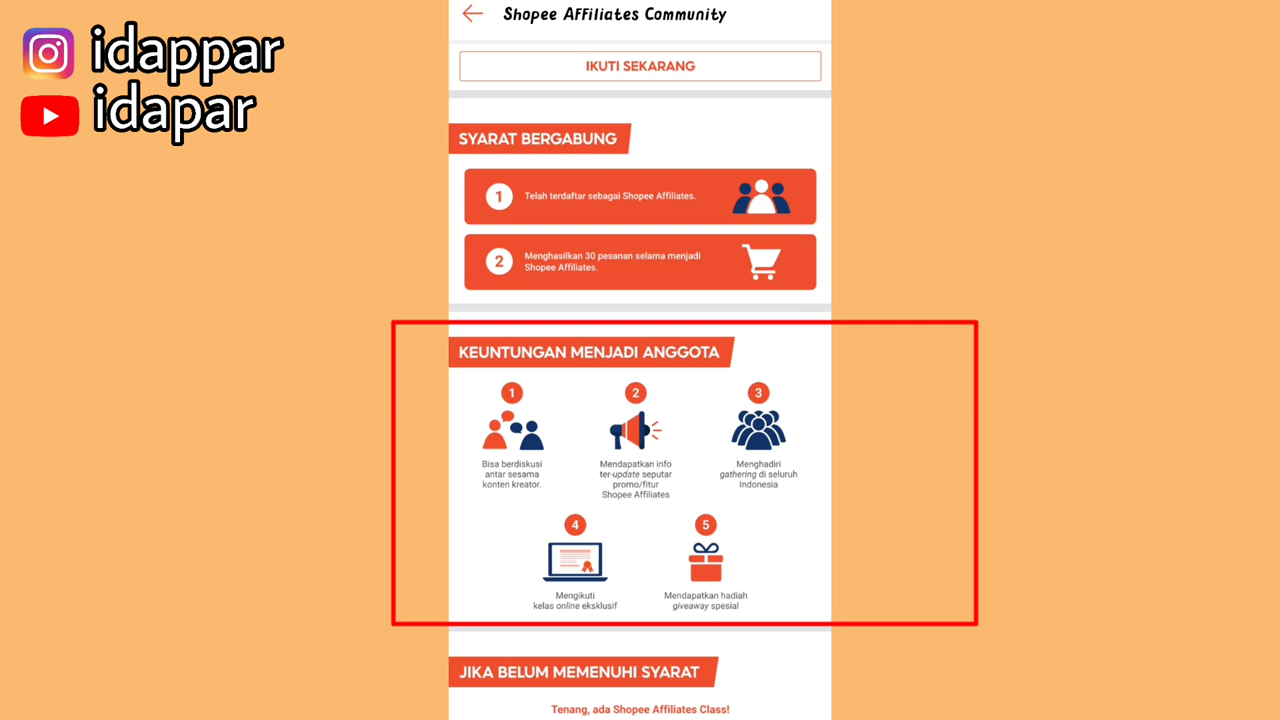 idappar
idapar
Shopee Affiliates Community
IKUTI SEKARANG
SYARAT BERGABUNG
1
Telah terdaftar sebagai Shopee Affiliates.
2
Menghasilkan 30 pesanan selama menjadi
Shopee Affiliates.
KEUNTUNGAN MENJADI ANGGOTA
1
Bisa berdiskusi
antar sesama
konten kreator.
2
Mendapatkan info
ter-update seputar
promo/fitur
Shopee Affiliates
3
Menghadiri
gathering di seluruh
Indonesia
4
Mengikuti
kelas online eksklusif
5
Mendapatkan hadiah
giveaway spesial
JIKA BELUM MEMENUHI SYARAT
Tenang, ada Shopee Affiliates Class!